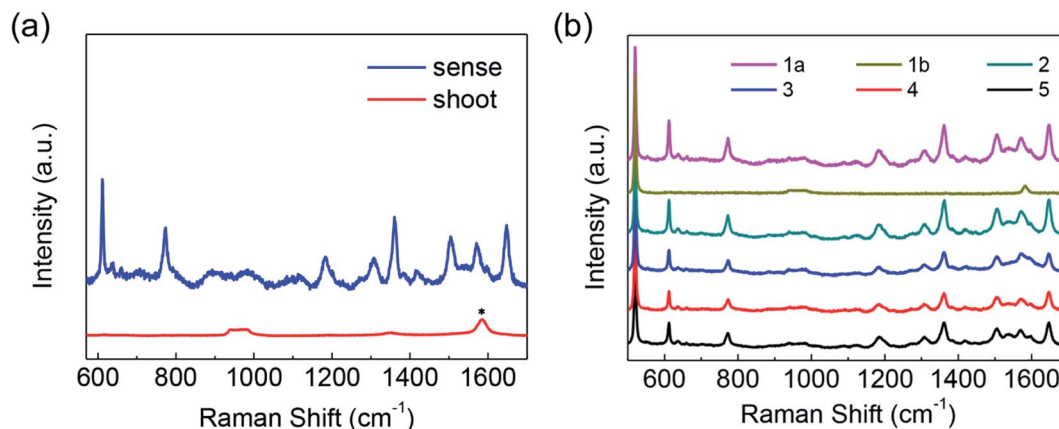 (a)
sense
shoot
*
Intensity (a.u.)
600 800 1000 1200 1400 1600
Raman Shift (cm⁻¹)
(b)
1a 1b 2
3 4 5
Intensity (a.u.)
600 800 1000 1200 1400 1600
Raman Shift (cm⁻¹)